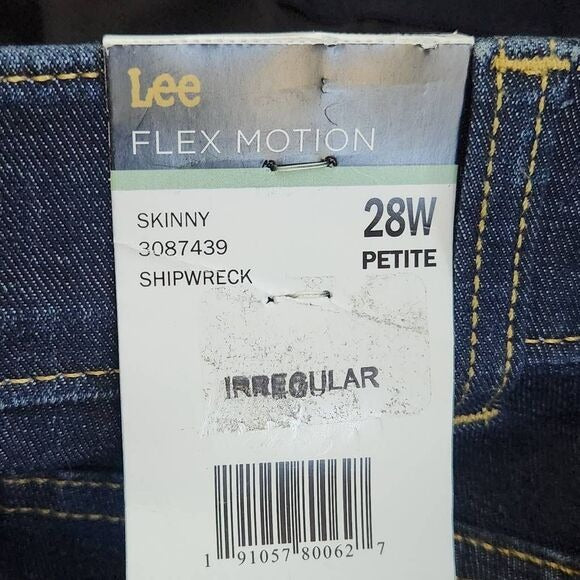 Lee
FLEX MOTION
SKINNY
3087439
SHIPWRECK
28W
PETITE
IRREGULAR
1 91057 80062 7